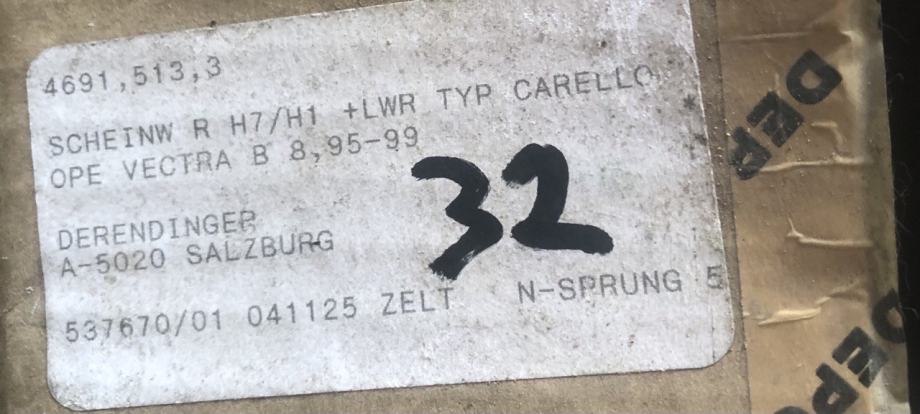 4691,513,3
SCHEINW R H7/H1 +LWR TYP CARELLO *
OPE VECTRA B 8,95-99
32
DERENDINGER
A-5020 SALZBURG
537670/01 041125 ZELT N-SPRUNG 5
DEP
DEPO